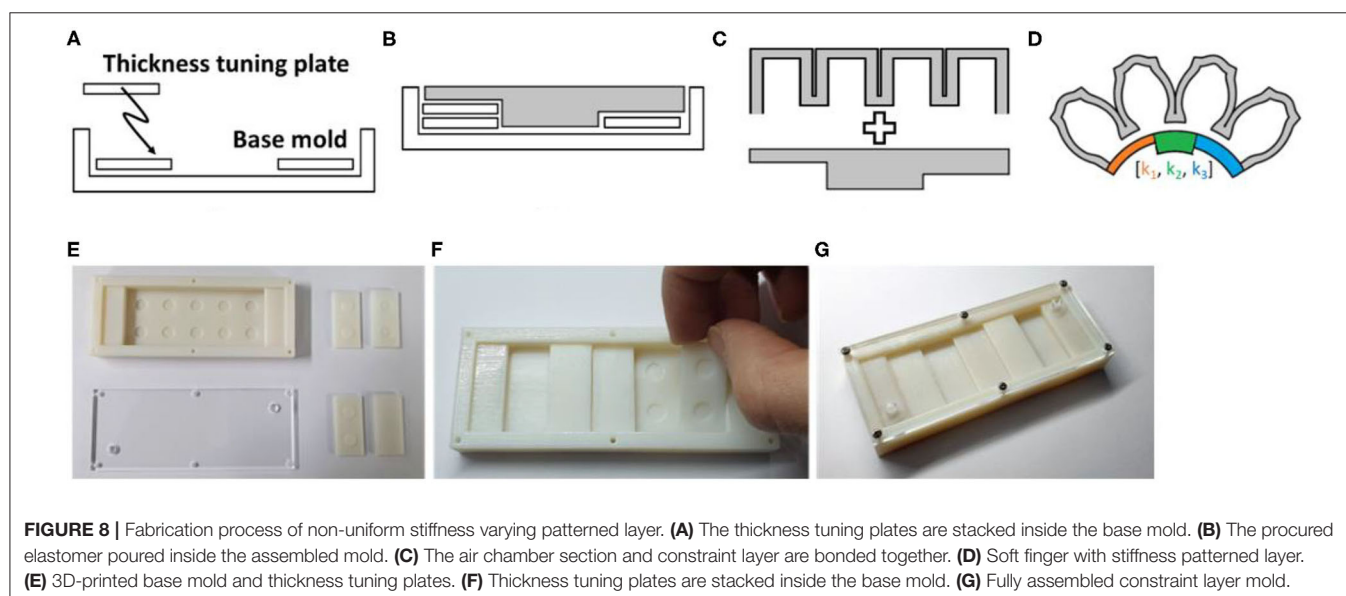 A
Thickness tuning plate
Base mold
B
C
D
[k1, k2, k3]
E
F
G
FIGURE 8 | Fabrication process of non-uniform stiffness varying patterned layer. (A) The thickness tuning plates are stacked inside the base mold. (B) The procured
elastomer poured inside the assembled mold. (C) The air chamber section and constraint layer are bonded together. (D) Soft finger with stiffness patterned layer.
(E) 3D-printed base mold and thickness tuning plates. (F) Thickness tuning plates are stacked inside the base mold. (G) Fully assembled constraint layer mold.